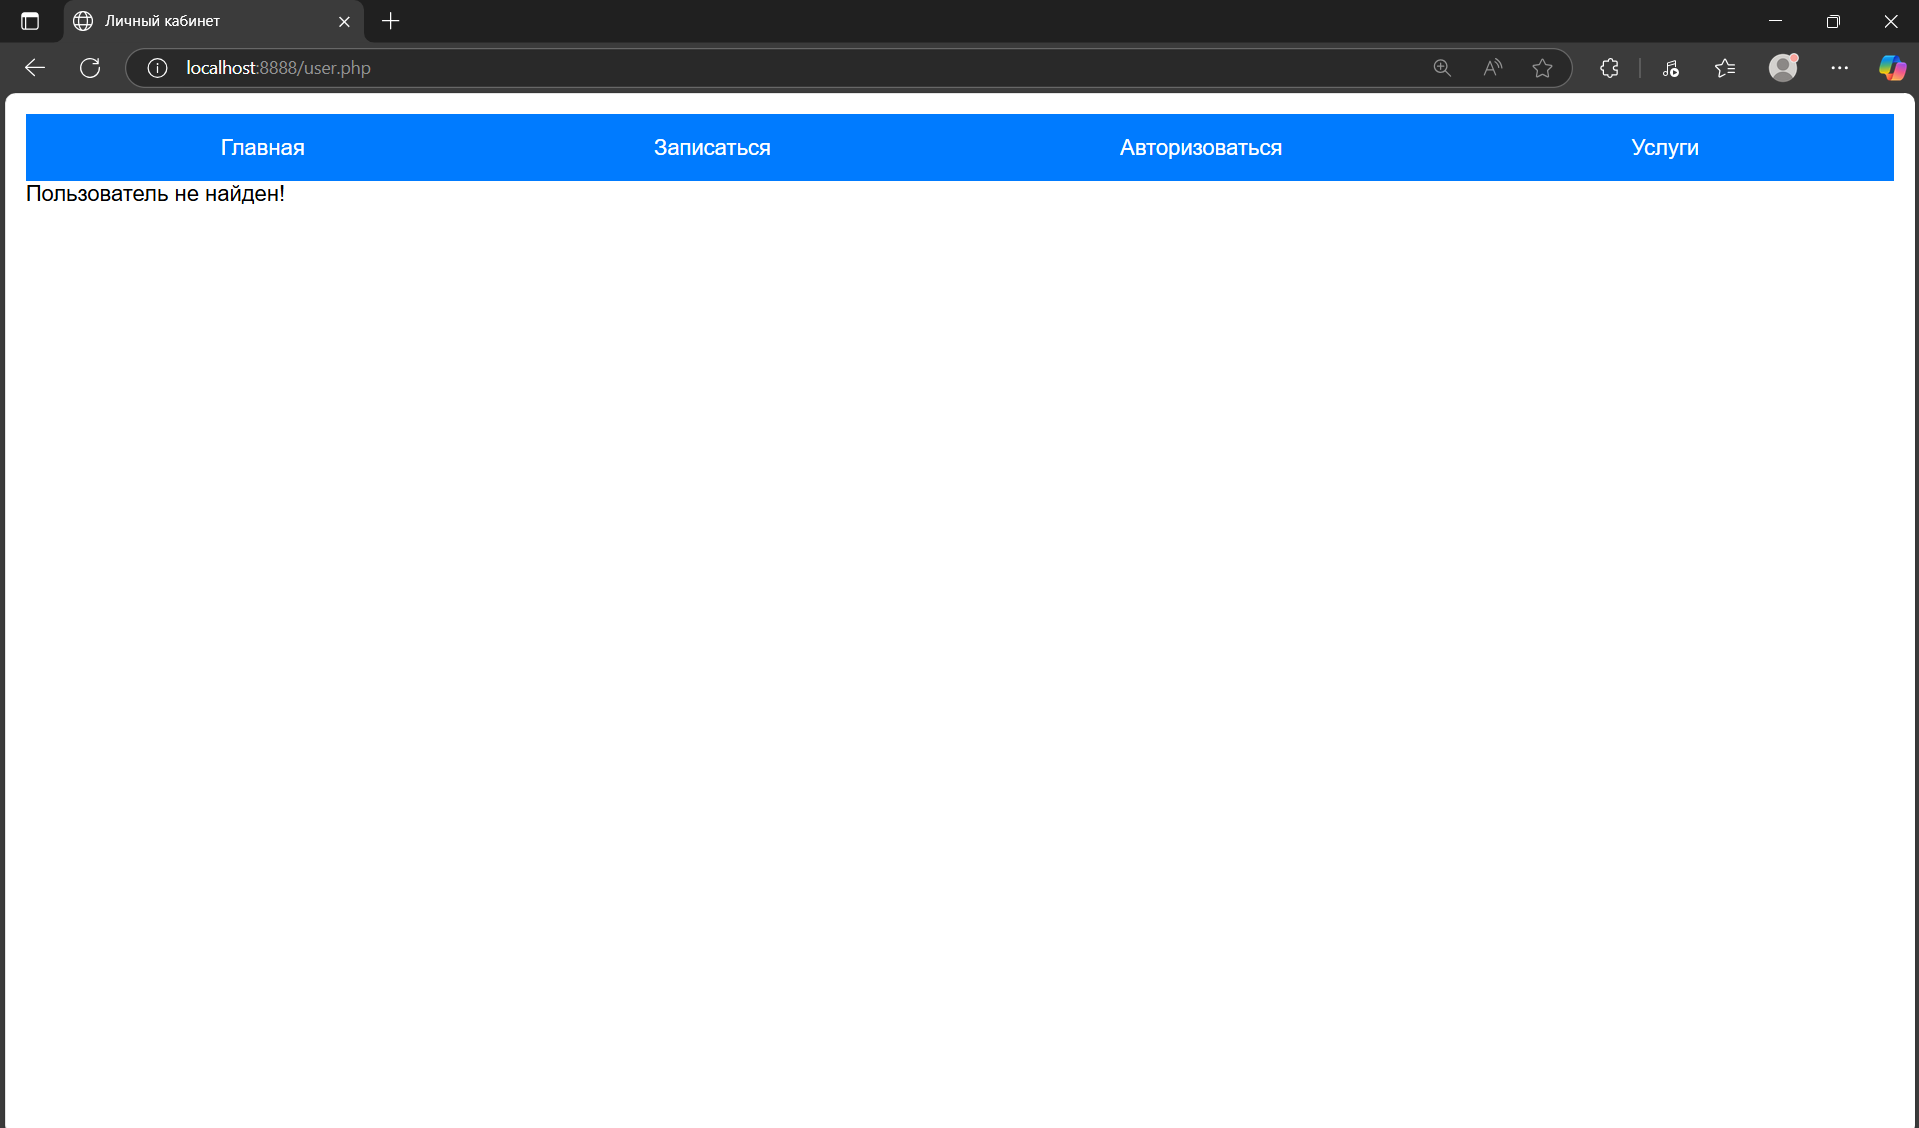 Личный кабинет
localhost:8888/user.php
Главная Записаться Авторизоваться Услуги
Пользователь не найден!